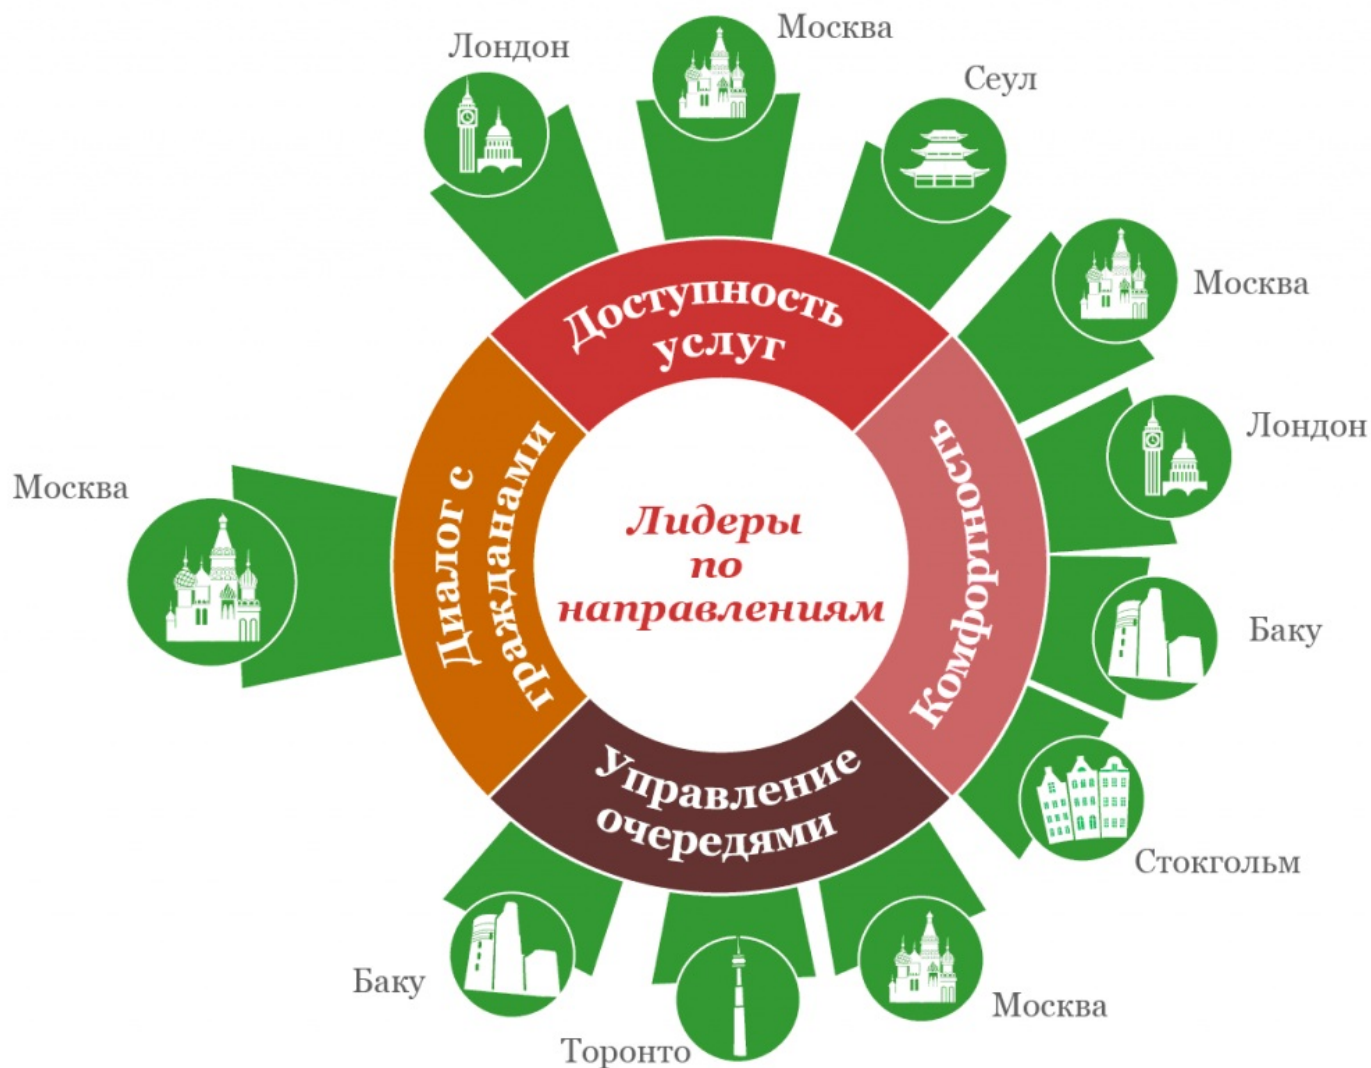 Лондон
Москва
Сеул
Москва
Лондон
Баку
Стокгольм
Москва
Торонто
Баку
Москва
Доступность
услуг
Комфортность
Управление
очередями
Диалог с
гражданами
Лидеры
по
направлениям